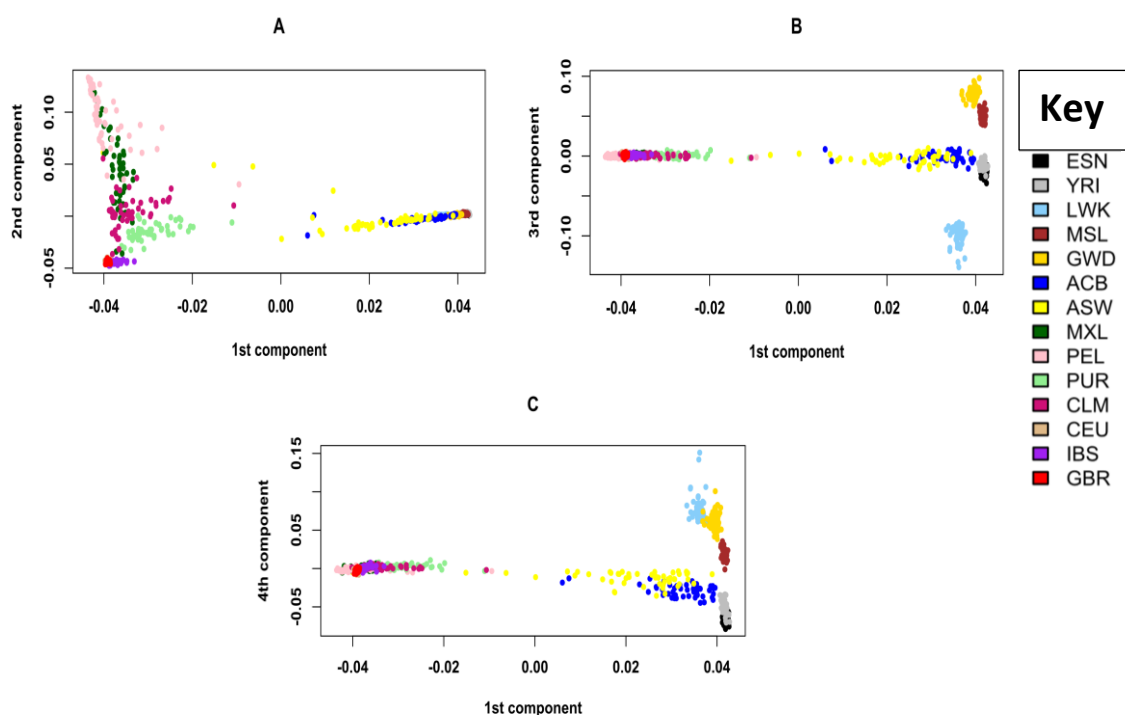 A
2nd component
0.10
0.05
-0.05
-0.04
-0.02
0.00
0.02
0.04
1st component
B
3rd component
0.10
0.00
-0.10
-0.04
-0.02
0.00
0.02
0.04
1st component
Key
ESN
YRI
LWK
MSL
GWD
ACB
ASW
MXL
PEL
PUR
CLM
CEU
IBS
GBR
C
4th component
0.15
0.05
-0.05
-0.04
-0.02
0.00
0.02
0.04
1st component